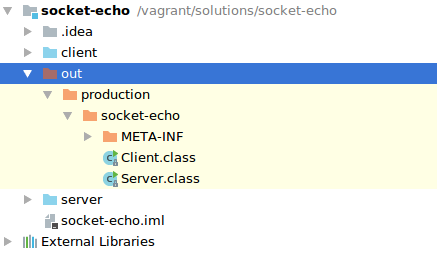 socket-echo /vagrant/solutions/socket-echo
.idea
client
out
production
socket-echo
META-INF
Client.class
Server.class
server
socket-echo.iml
External Libraries